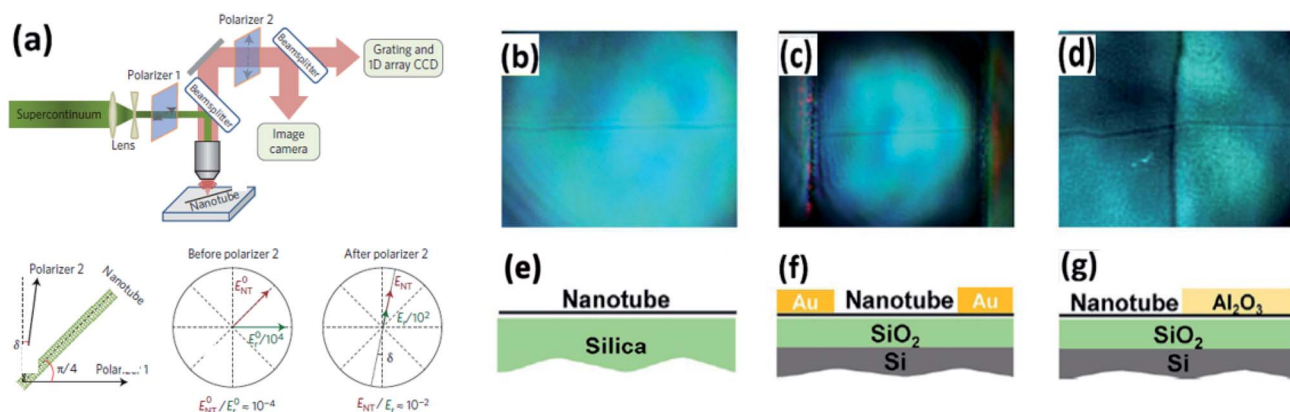 (a)
Polarizer 2
Beamsplitter
Grating and
1D array CCD
Polarizer 1
Beamsplitter
Supercontinuum
Lens
Image
camera
Nanotube
Polarizer 2
Nanotube
δ
π/4
Before polarizer 2
E⁰NT
E⁰r/10⁴
E⁰NT / E⁰r ≈ 10⁻⁴
After polarizer 2
ENT
Er/10²
δ
ENT / Er ≈ 10⁻²
(b)
(c)
(d)
(e)
Nanotube
Silica
(f)
Au Nanotube Au
SiO₂
Si
(g)
Nanotube Al₂O₃
SiO₂
Si